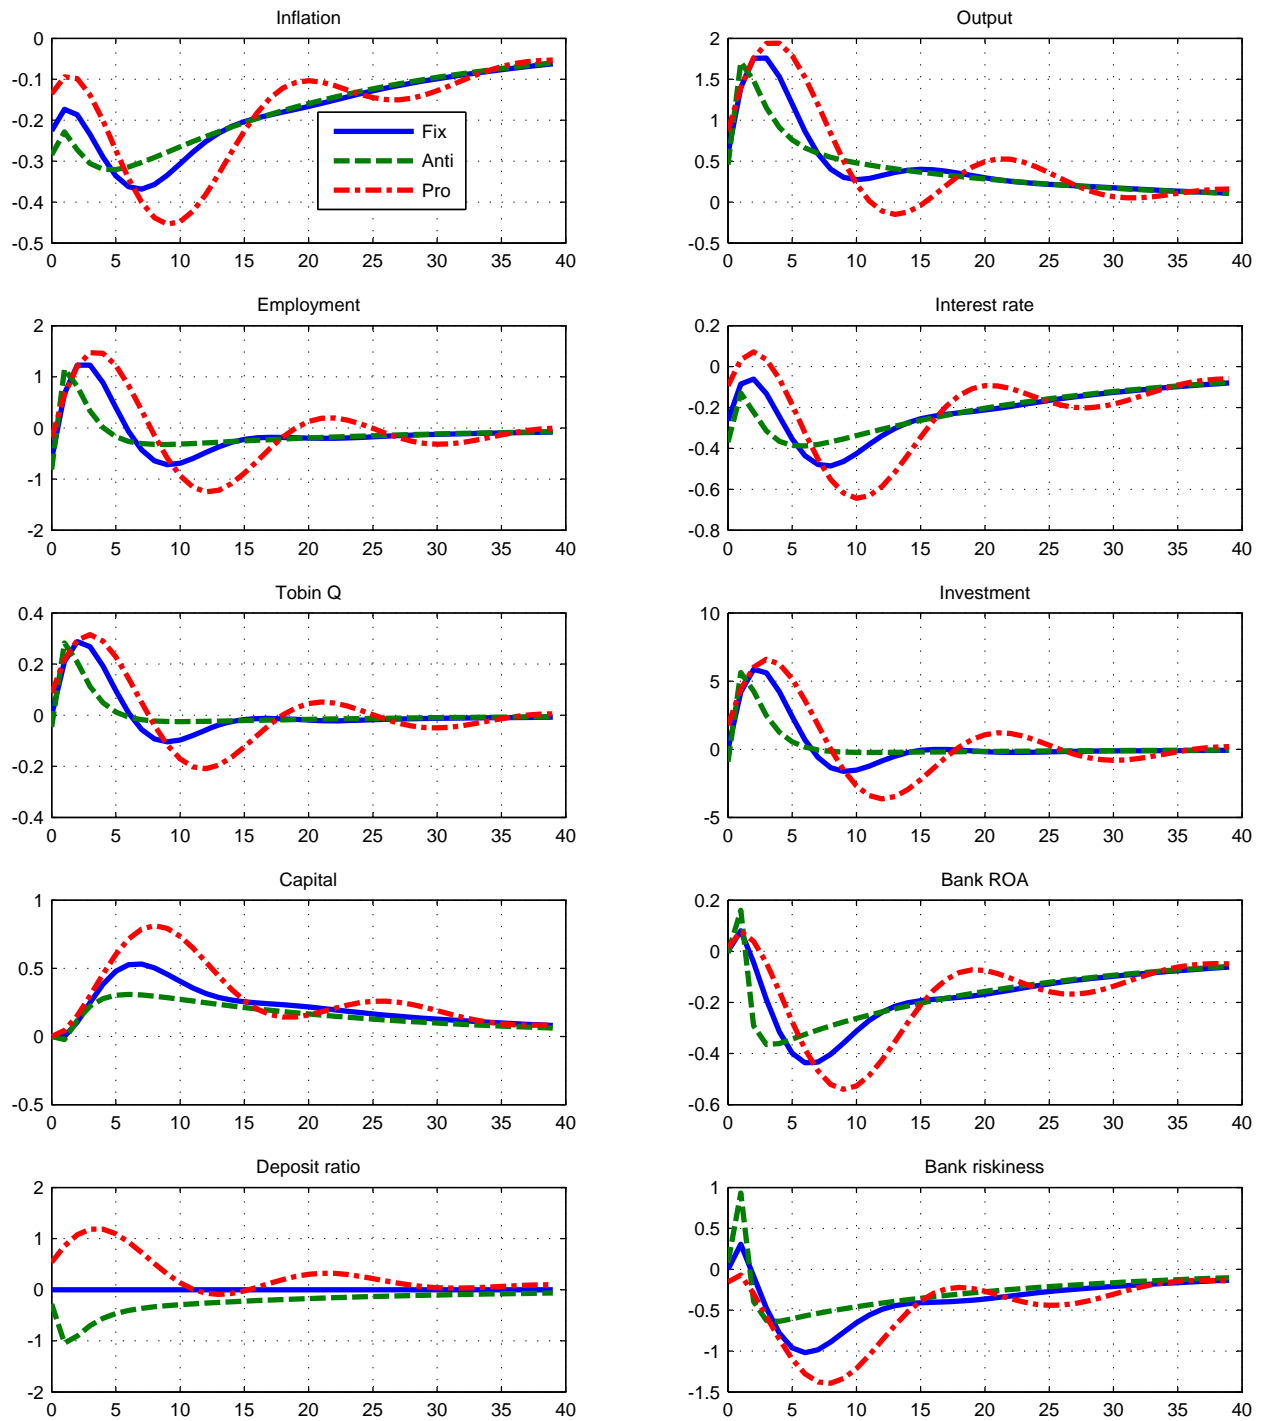 Inflation
0
-0.1
-0.2
-0.3
-0.4
-0.5
0 5 10 15 20 25 30 35 40
Fix
Anti
Pro
Output
2
1.5
1
0.5
0
-0.5
0 5 10 15 20 25 30 35 40
Employment
2
1
0
-1
-2
0 5 10 15 20 25 30 35 40
Interest rate
0.2
0
-0.2
-0.4
-0.6
-0.8
0 5 10 15 20 25 30 35 40
Tobin Q
0.4
0.2
0
-0.2
-0.4
0 5 10 15 20 25 30 35 40
Investment
10
5
0
-5
0 5 10 15 20 25 30 35 40
Capital
1
0.5
0
-0.5
0 5 10 15 20 25 30 35 40
Bank ROA
0.2
0
-0.2
-0.4
-0.6
0 5 10 15 20 25 30 35 40
Deposit ratio
2
1
0
-1
-2
0 5 10 15 20 25 30 35 40
Bank riskiness
1
0.5
0
-0.5
-1
-1.5
0 5 10 15 20 25 30 35 40